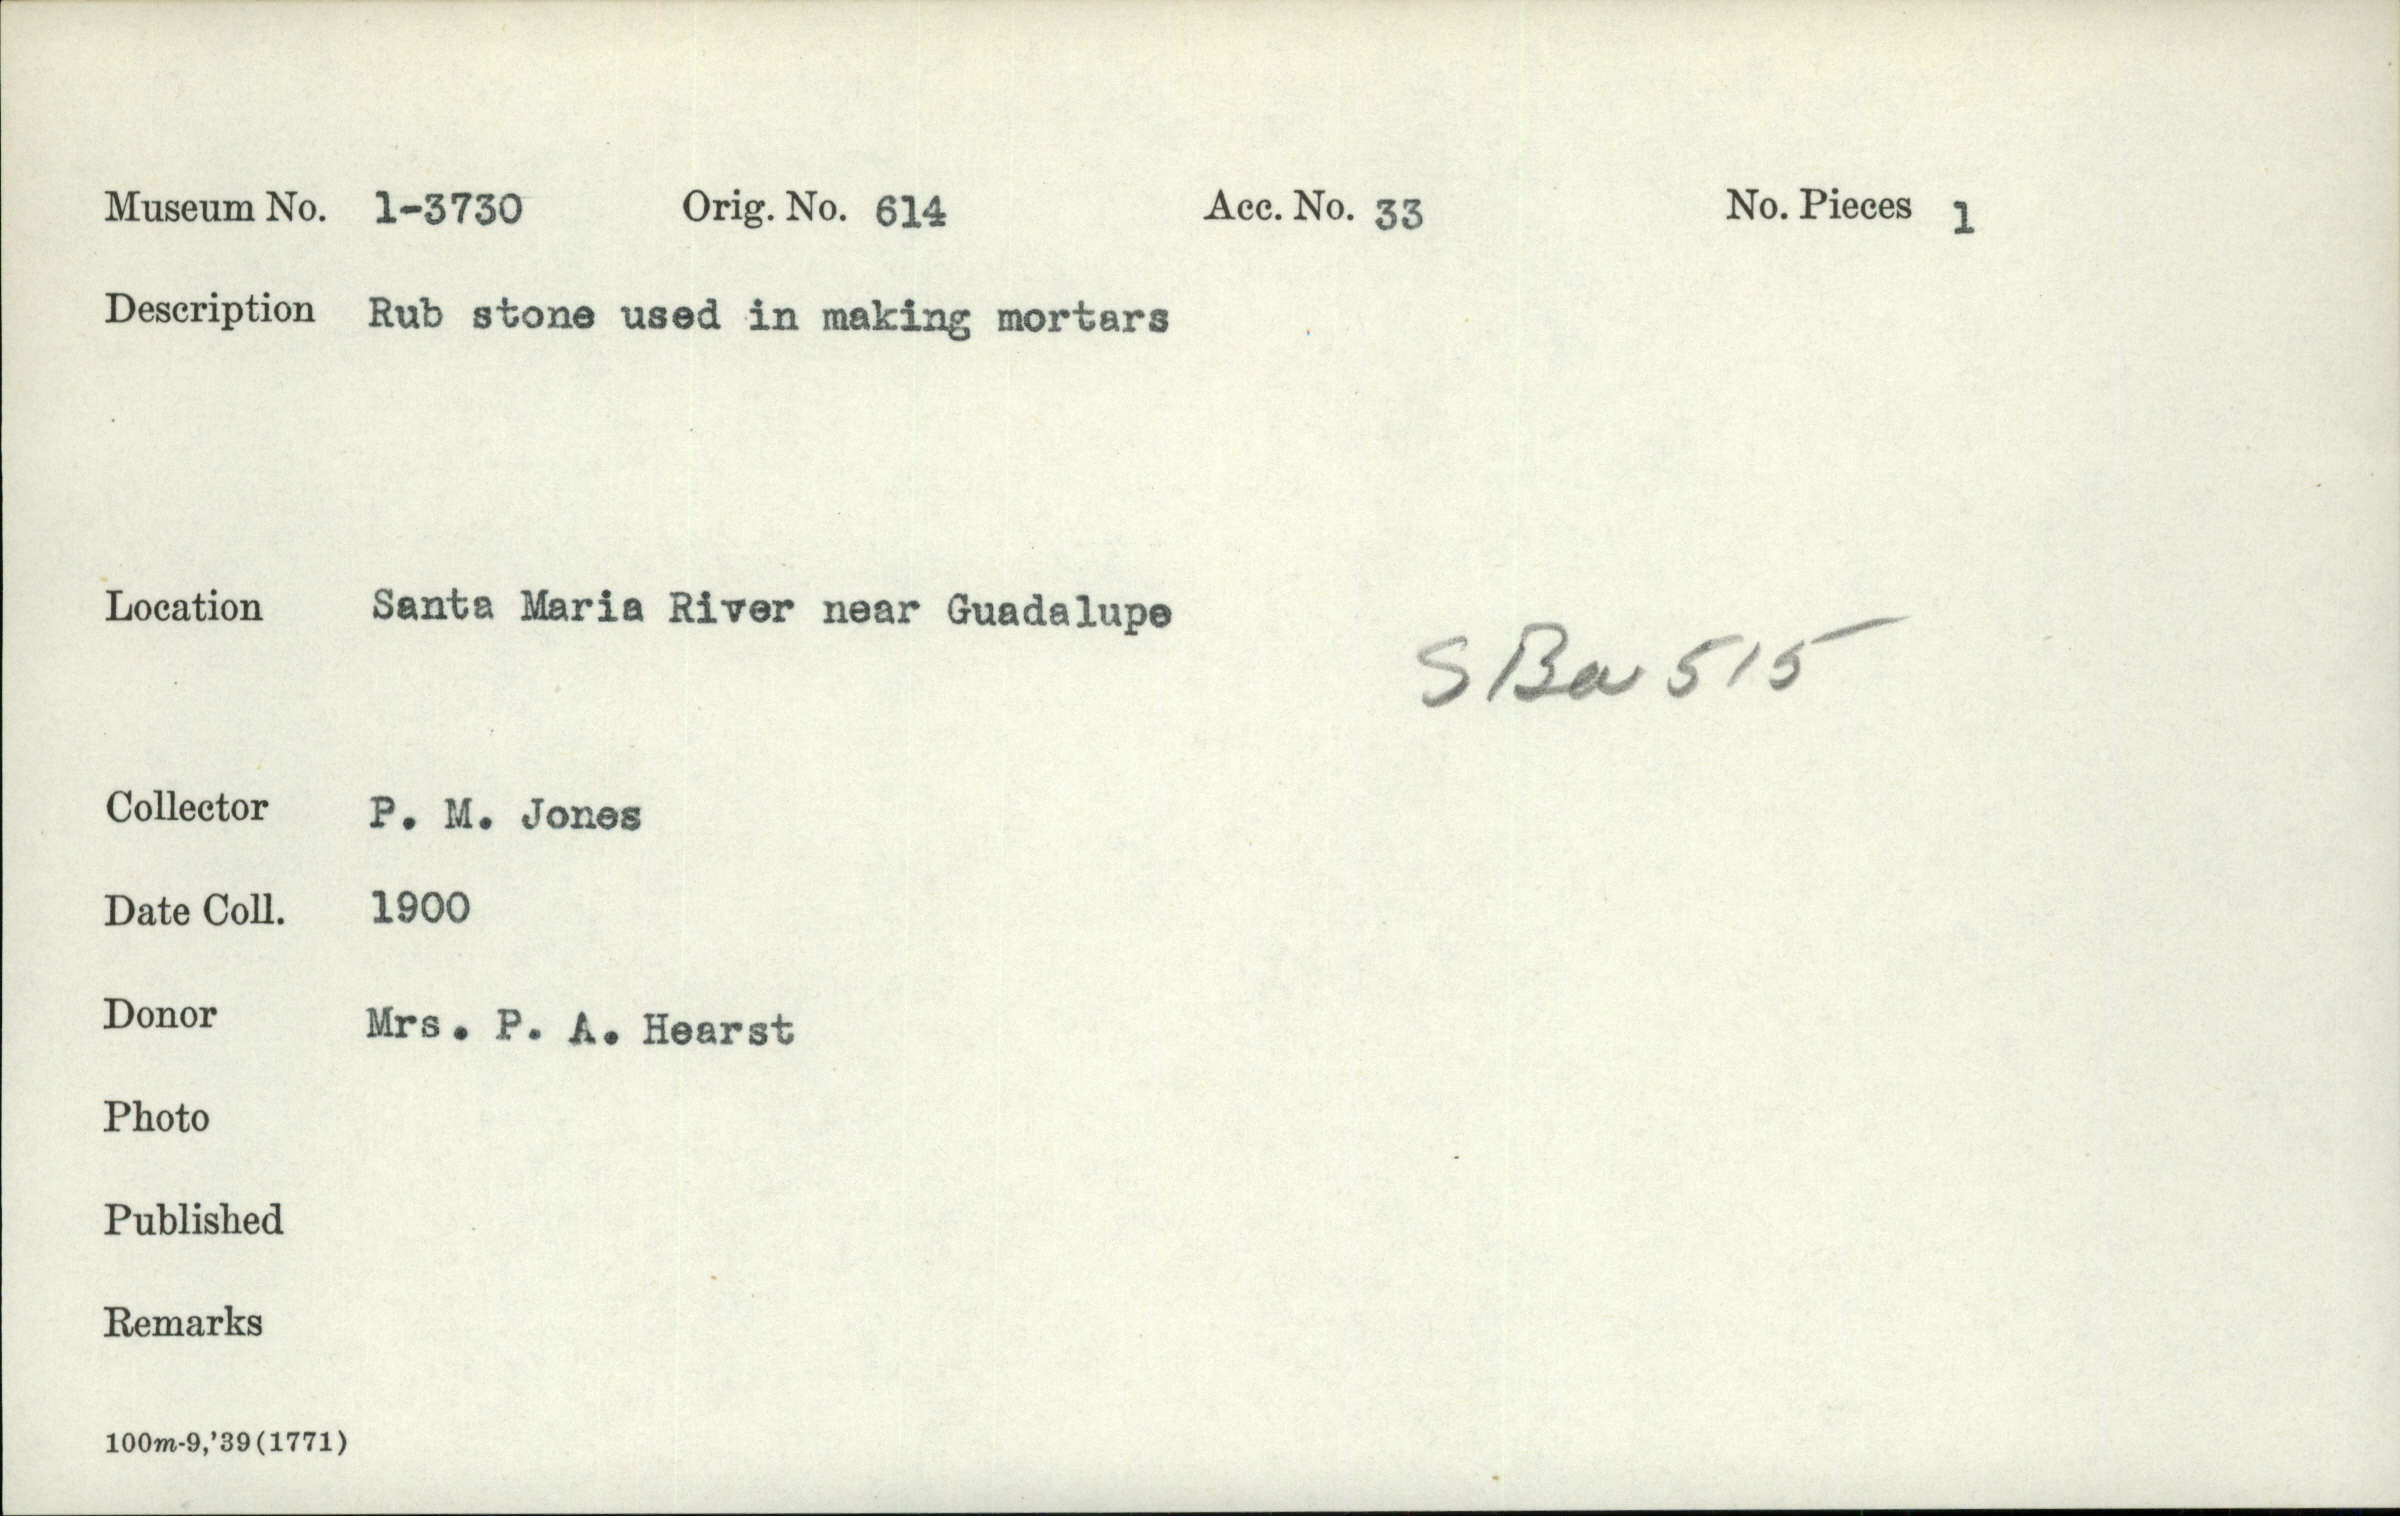 Museum No. 1-3730 Orig. No. 614 Acc. No. 33 No. Pieces 1
Description Rub stone used in making mortars
Location Santa Maria River near Guadalupe
SBa 515
Collector P. M. Jones
Date Coll. 1900
Donor Mrs. P. A. Hearst
Photo
Published
Remarks
100m-9,'39(1771)